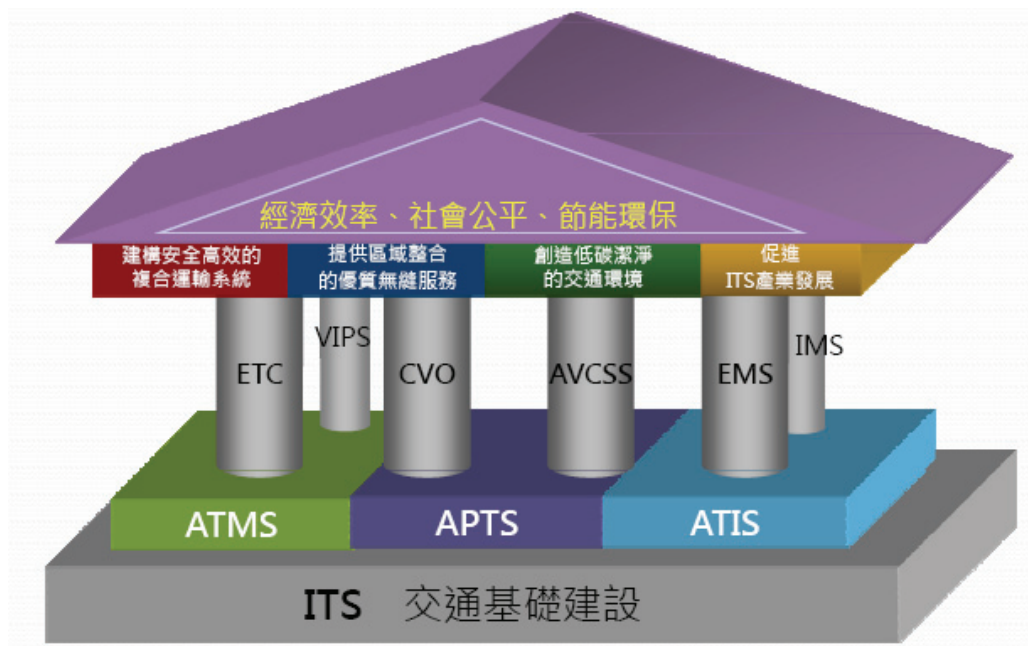 經濟效率、社會公平、節能環保
建構安全高效的
複合運輸系統
提供區域整合
的優質無縫服務
創造低碳潔淨
的交通環境
促進
ITS產業發展
ETC
VIPS
CVO
AVCSS
EMS
IMS
ATMS
APTS
ATIS
ITS 交通基礎建設